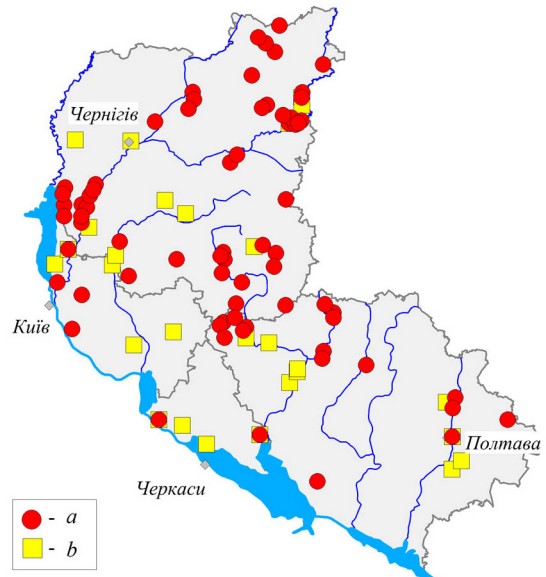 Чернігів
Київ
Полтава
Черкаси
- a
- b